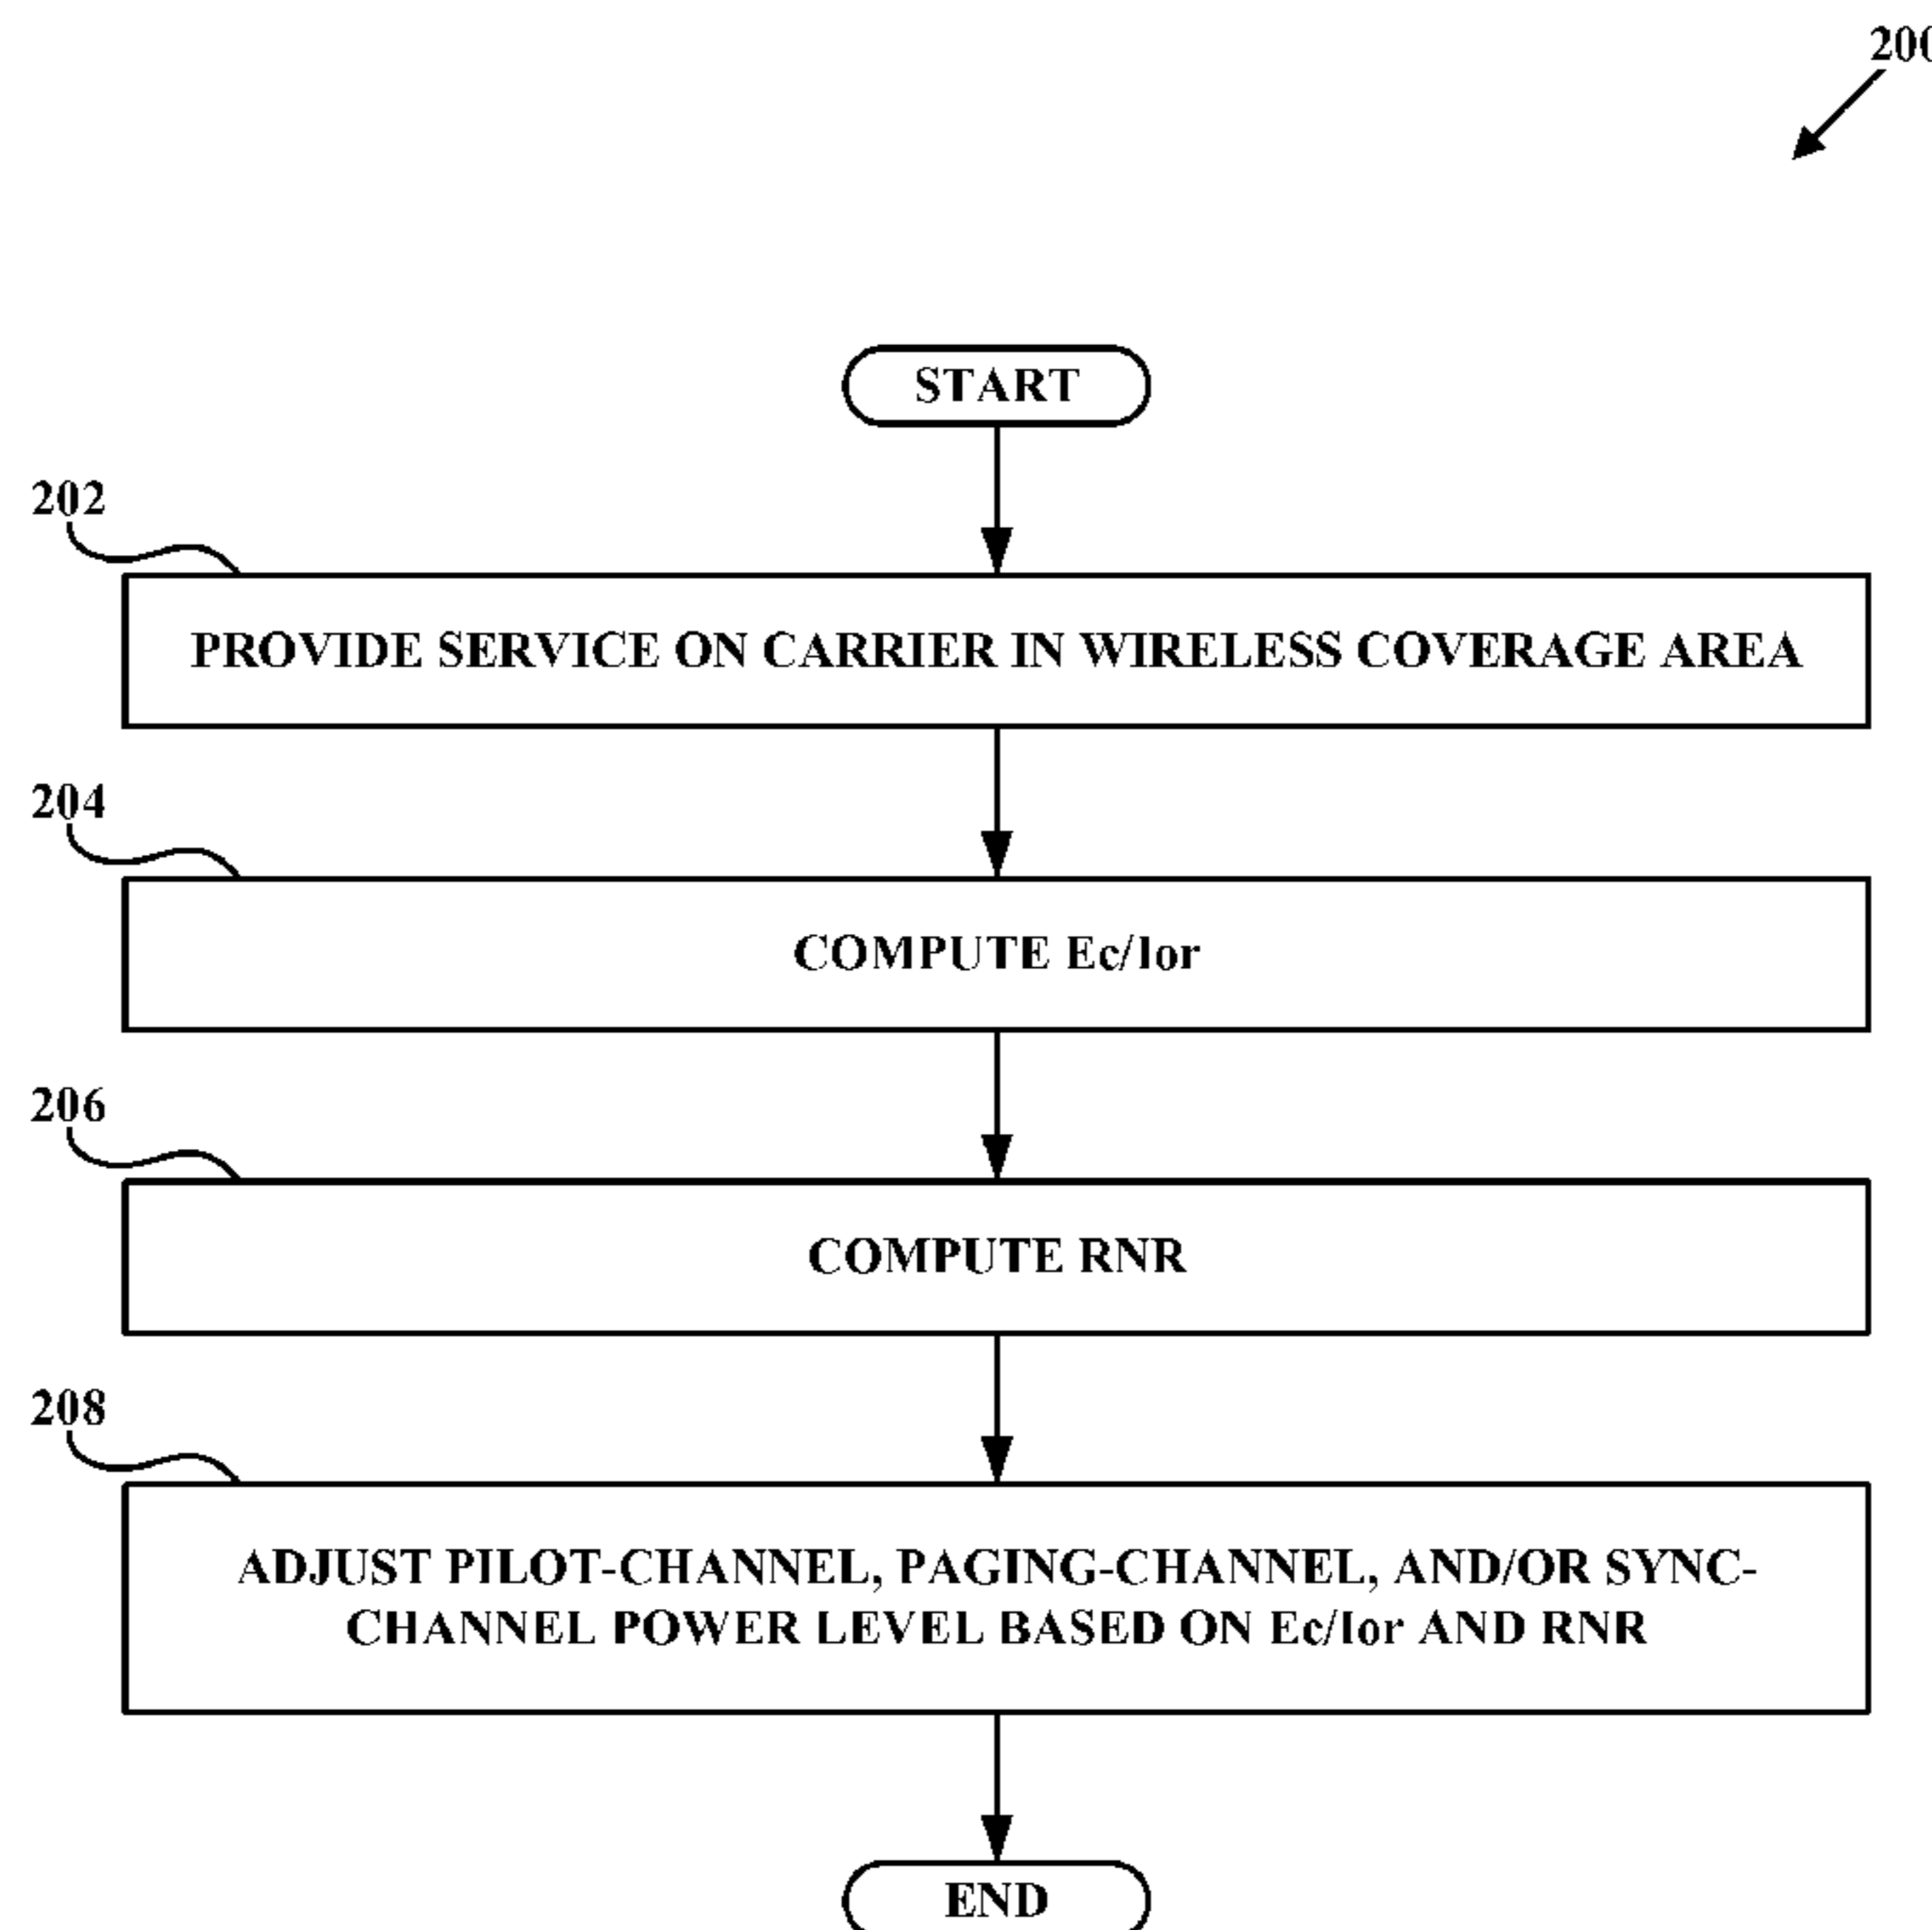 200
START
202
PROVIDE SERVICE ON CARRIER IN WIRELESS COVERAGE AREA
204
COMPUTE Ec/Ior
206
COMPUTE RNR
208
ADJUST PILOT-CHANNEL, PAGING-CHANNEL, AND/OR SYNC-
CHANNEL POWER LEVEL BASED ON Ec/Ior AND RNR
END